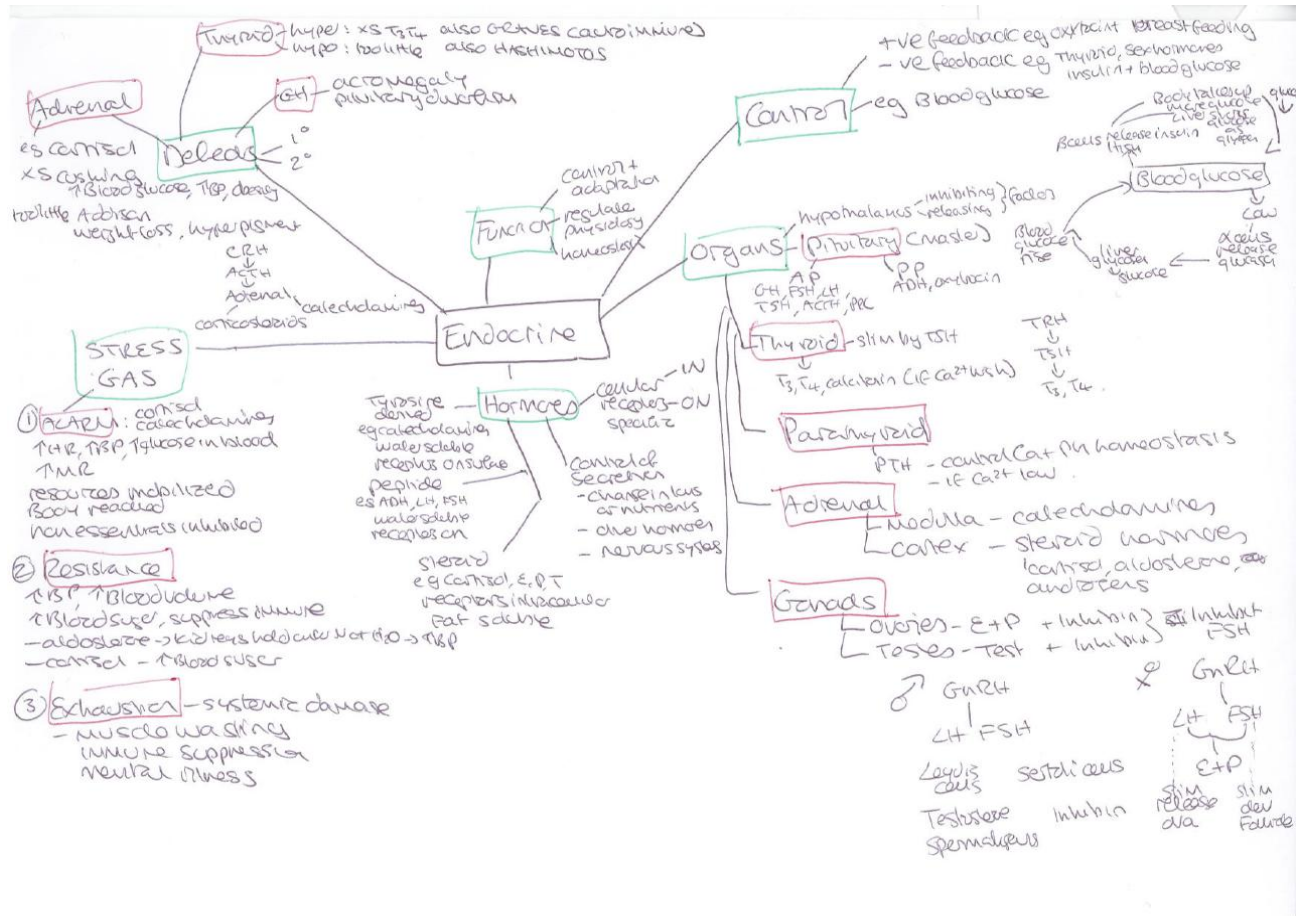 Thyroid - hyper: xs T3T4 also GRAVES (autoimmune)
hypo: too little also HASHIMOTOS
GH - acromegaly
pituitary dwarfism
Adrenal
eg cortisol
xs cushing
↑Blood glucose, ↑BP,
too little Addison
weight loss, hyperpigment
Defects
1°
2°
CRH
↓
ACTH
↓
Adrenal
catecholamines
corticosteroids
Function
control +
adaptation
regulate
physiology
homeostasis
Control
+ve feedback eg oxytocin breastfeeding
- ve feedback eg Thyroid, sex hormones
insulin + blood glucose
eg Blood glucose
Body takes up
more glucose
Liver stores
glucose
as
glycogen
Bcells release insulin
High
Blood glucose
Low
αcells
release
glucagon
liver
glycogen
glucose
Blood
glucose
rise
Organs
hypothalamus - inhibiting
releasing } factors
Pituitary (master)
AP
GH, FSH, LH,
TSH, ACTH, PRL
PP
ADH, oxytocin
Thyroid - stim by TSH
T3, T4, calcitonin (if Ca2+ high)
TRH
↓
TSH
↓
T3, T4.
Parathyroid
PTH - control Ca + Ph homeostasis
- if Ca2+ low
Adrenal
Medulla - catecholamines
cortex - steroid hormones
cortisol, aldosterone,
androgens
Gonads
Ovaries - E+P + Inhibin } Inhibit
Testes - Test + Inhibin } FSH
♂ GnRH
LH FSH
Leydig cells
sertoli cells
Testosterone
Inhibin
spermatogens
♀ GnRH
LH FSH
E+P
stim
release
ova
stim
dev
Follicle
Endocrine
Hormones
cellular - IN
receptors - ON
specific
Tyrosine
derived
eg catecholamines
water soluble
receptors on surface
peptide
eg ADH, LH, FSH
water soluble
receptors on
steroid
eg cortisol, E, P, T
receptors intracellular
Fat soluble
control of
secretion
- change in ions
or nutrients
- other hormones
- nervous system
STRESS
GAS
① ALARM: cortisol
catecholamines
↑HR, ↑BP, ↑glucose in blood
↑MR
resources mobilized
Body readied
non essentials inhibited
② Resistance
↑BP, ↑Blood volume
↑Blood sugar, suppress immune
- aldosterone → kidneys hold onto Na+ H2O → ↑BP
- cortisol - ↑Blood sugar
③ Exhaustion - systemic damage
- muscle wasting
immune suppression
mental illness